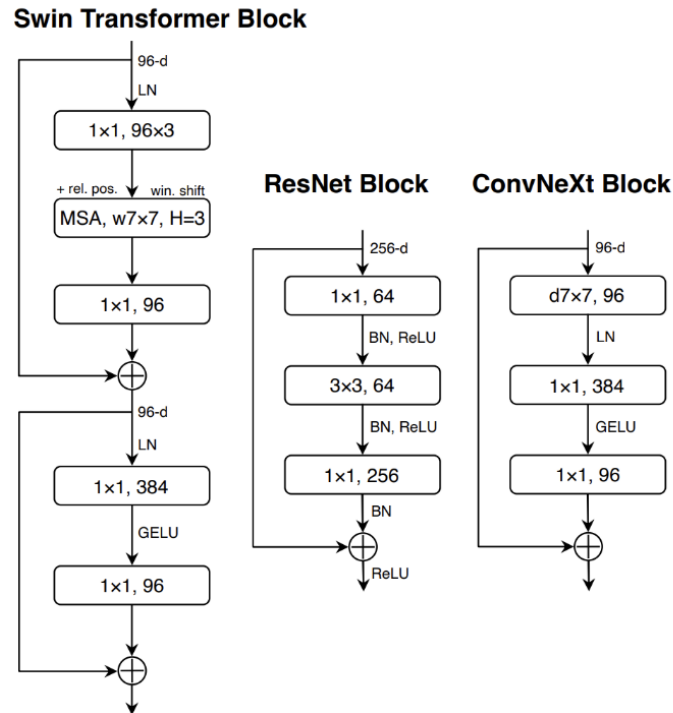 Swin Transformer Block
96-d
LN
1×1, 96×3
+ rel. pos. win. shift
MSA, w7×7, H=3
1×1, 96
96-d
LN
1×1, 384
GELU
1×1, 96
ResNet Block
256-d
1×1, 64
BN, ReLU
3×3, 64
BN, ReLU
1×1, 256
BN
ReLU
ConvNeXt Block
96-d
d7×7, 96
LN
1×1, 384
GELU
1×1, 96